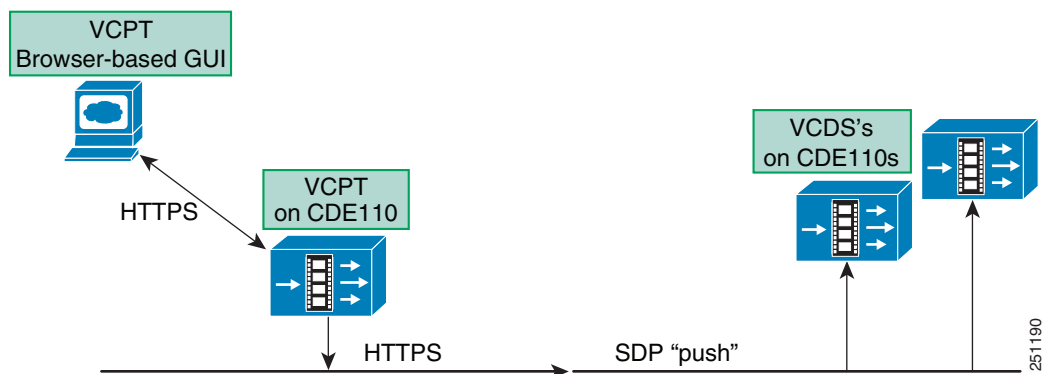 VCPT
Browser-based GUI
VCDS's
on CDE110s
VCPT
on CDE110
HTTPS
HTTPS
SDP “push”
251190